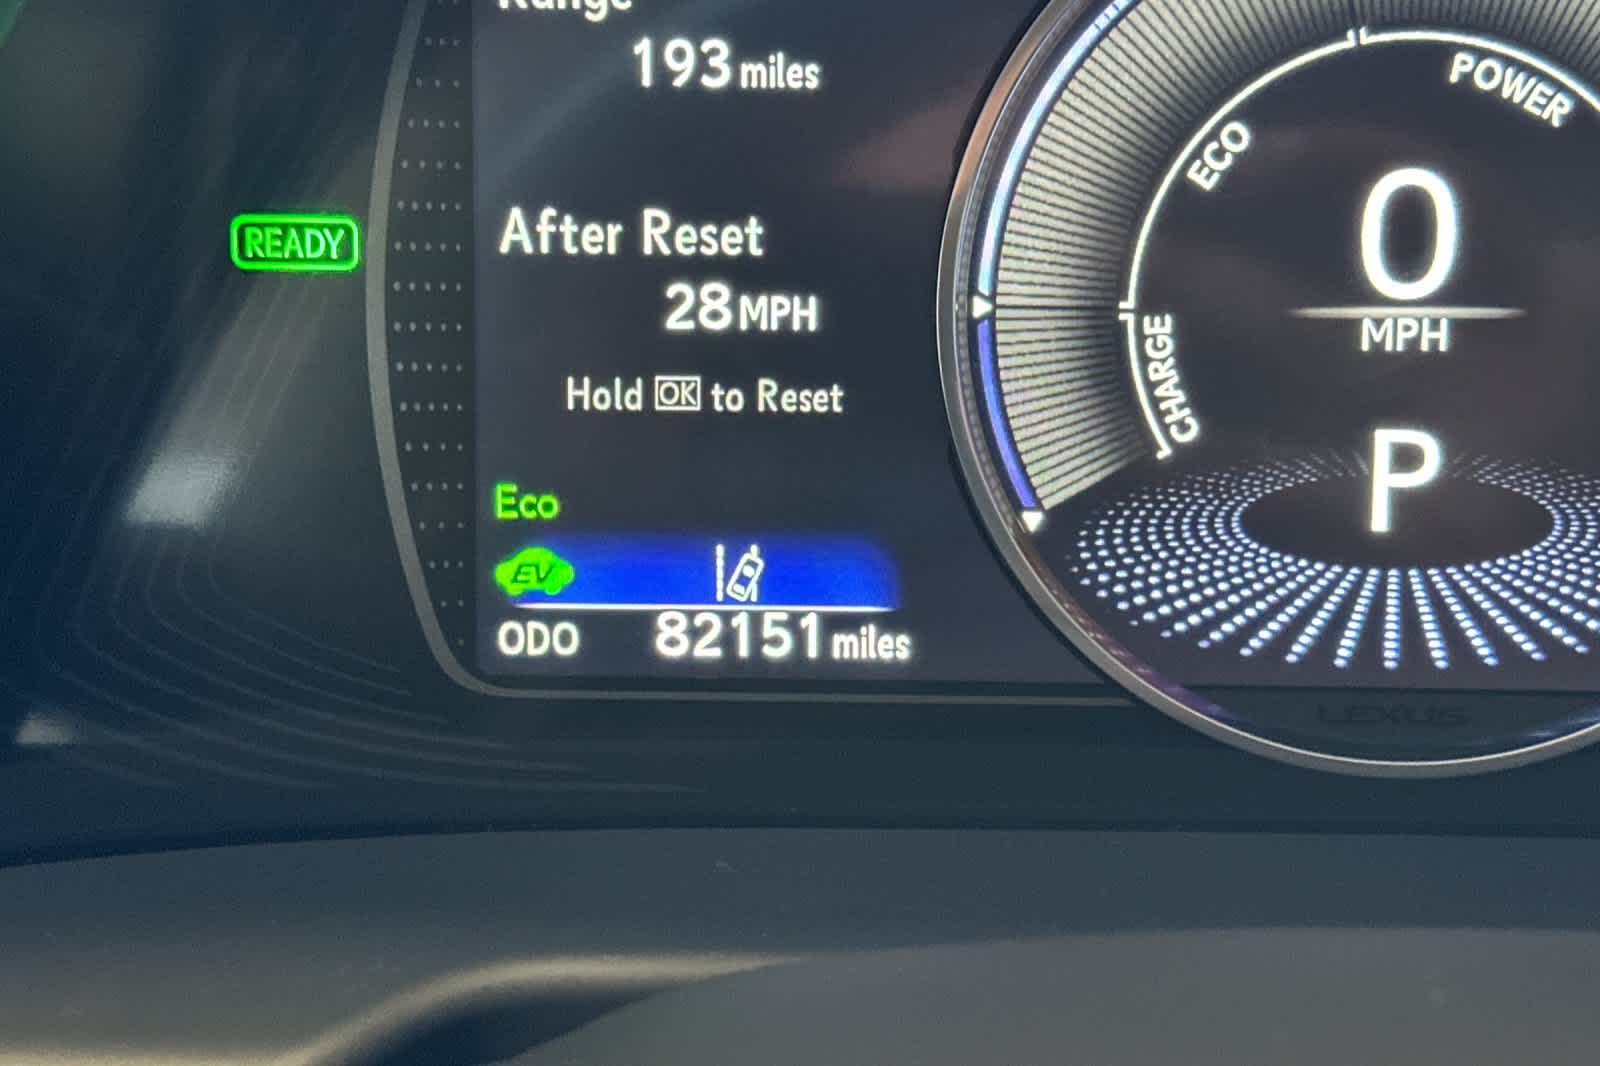 Range
193 miles
READY
After Reset
28 MPH
Hold OK to Reset
Eco
EV
ODO 82151 miles
POWER
ECO
CHARGE
0
MPH
P
LEXUS